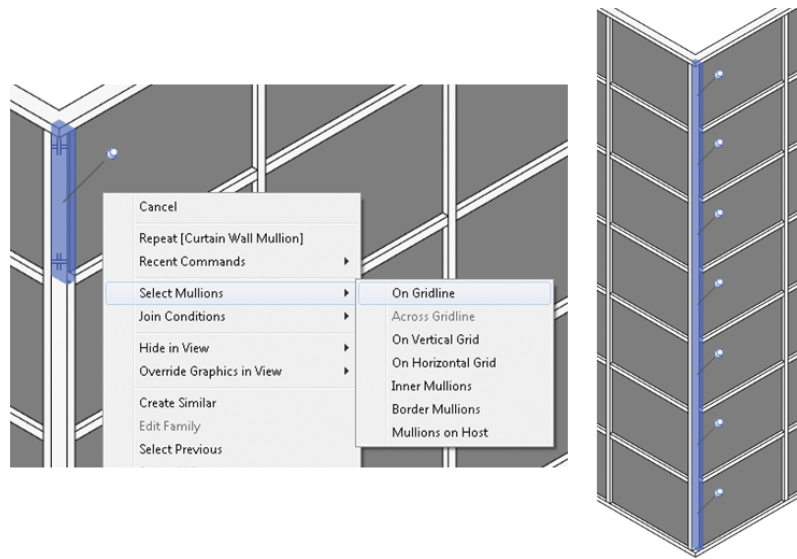 Cancel
Repeat [Curtain Wall Mullion]
Recent Commands
Select Mullions
Join Conditions
Hide in View
Override Graphics in View
Create Similar
Edit Family
Select Previous
On Gridline
Across Gridline
On Vertical Grid
On Horizontal Grid
Inner Mullions
Border Mullions
Mullions on Host